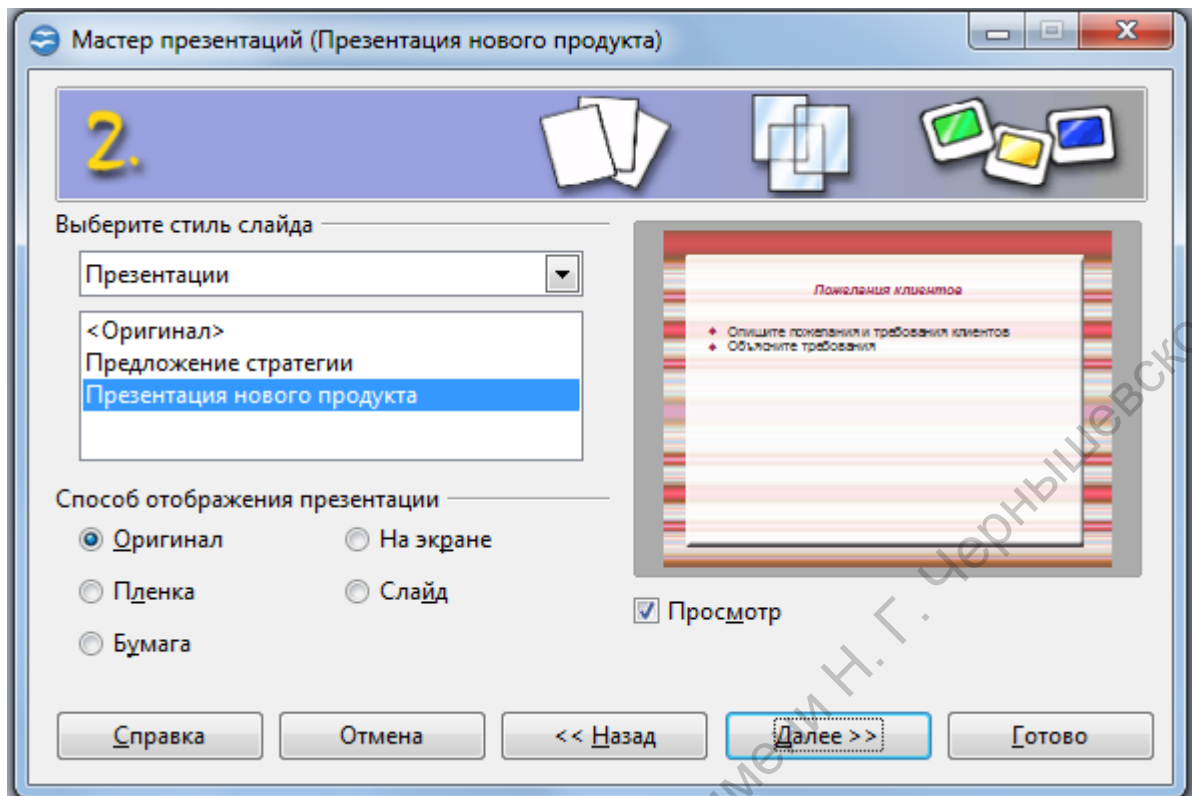 Мастер презентаций (Презентация нового продукта)
2.
Выберите стиль слайда
Презентации
<Оригинал>
Предложение стратегии
Презентация нового продукта
Пожелания клиентов
Опишите пожелания и требования клиентов
Объясните требования
Способ отображения презентации
Оригинал
На экране
Пленка
Слайд
Бумага
Просмотр
Справка
Отмена
<< Назад
Далее >>
Готово
имени Н. Г. Чернышевско